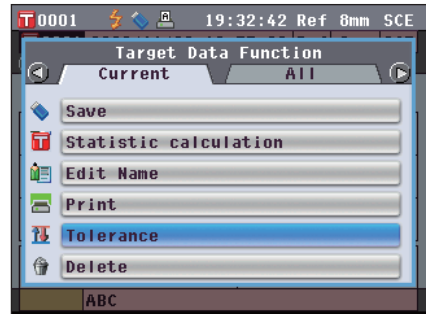 T0001 A 19:32:42 Ref 8mm SCE
Target Data Function
Current All
Save
Statistic calculation
Edit Name
Print
Tolerance
Delete
ABC